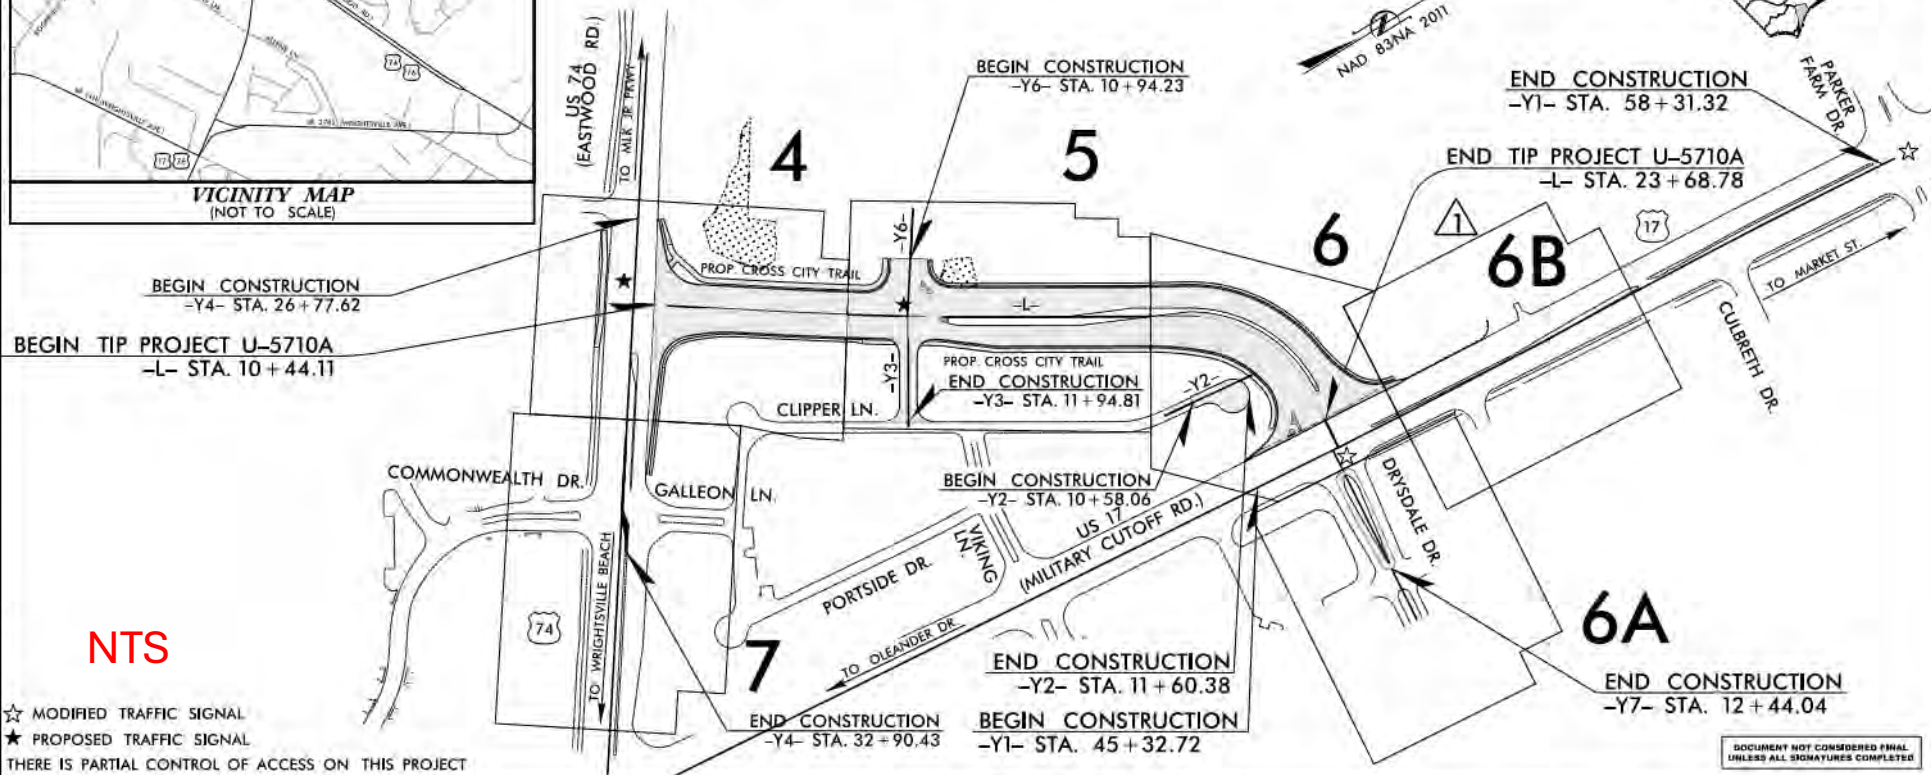 VICINITY MAP
(NOT TO SCALE)
17
76
US 74
(EASTWOOD RD.)
TO MLK JR PKWY
4
BEGIN CONSTRUCTION
-Y6- STA. 10+94.23
5
NAD 83/NA 2011
END CONSTRUCTION
-Y1- STA. 58+31.32
PARKER
FARM DR.
END TIP PROJECT U-5710A
-L- STA. 23+68.78
1
6
6B
17
TO MARKET ST.
CULBRETH DR.
BEGIN CONSTRUCTION
-Y4- STA. 26+77.62
BEGIN TIP PROJECT U-5710A
-L- STA. 10+44.11
PROP. CROSS CITY TRAIL
-Y6-
-L-
-Y3-
PROP. CROSS CITY TRAIL
END CONSTRUCTION
-Y3- STA. 11+94.81
-Y2-
CLIPPER LN.
COMMONWEALTH DR.
GALLEON LN.
BEGIN CONSTRUCTION
-Y2- STA. 10+58.06
US 17
(MILITARY CUTOFF RD.)
DRYSDALE DR.
VIKING
LN.
PORTSIDE DR.
TO WRIGHTSVILLE BEACH
74
7
TO OLEANDER DR.
6A
END CONSTRUCTION
-Y2- STA. 11+60.38
END CONSTRUCTION
-Y7- STA. 12+44.04
END CONSTRUCTION
-Y4- STA. 32+90.43
BEGIN CONSTRUCTION
-Y1- STA. 45+32.72
NTS
☆ MODIFIED TRAFFIC SIGNAL
★ PROPOSED TRAFFIC SIGNAL
THERE IS PARTIAL CONTROL OF ACCESS ON THIS PROJECT
DOCUMENT NOT CONSIDERED FINAL
UNLESS ALL SIGNATURES COMPLETED